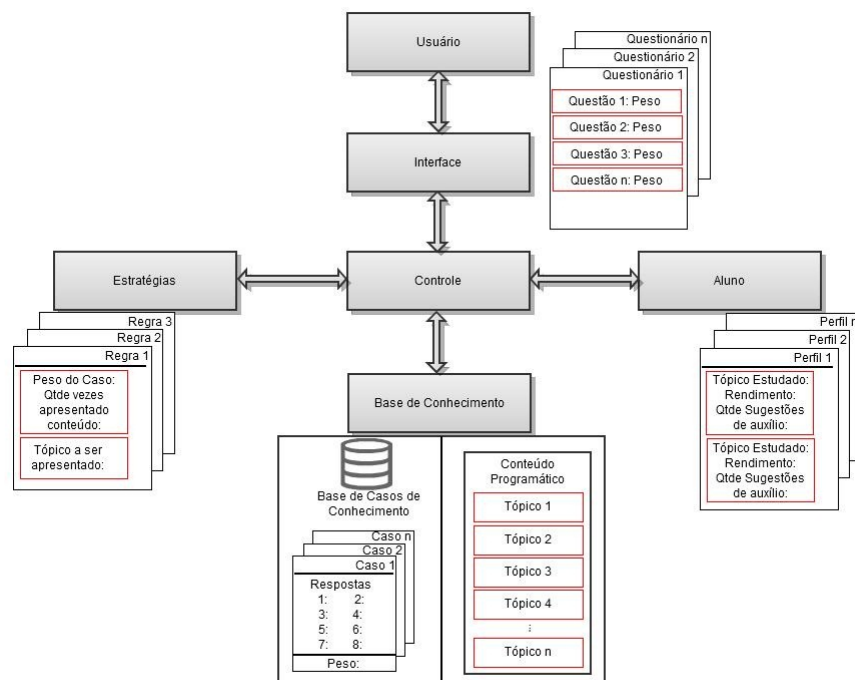 Usuário
Questionário n
Questionário 2
Questionário 1
Questão 1: Peso
Questão 2: Peso
Questão 3: Peso
Questão n: Peso
Interface
Estratégias
Controle
Aluno
Regra 3
Regra 2
Regra 1
Peso do Caso:
Qtde vezes
apresentado
conteúdo:
Tópico a ser
apresentado:
Perfil n
Perfil 2
Perfil 1
Tópico Estudado:
Rendimento:
Qtde Sugestões
de auxílio:
Tópico Estudado:
Rendimento:
Qtde Sugestões
de auxílio:
Base de Conhecimento
Base de Casos de
Conhecimento
Caso n
Caso 2
Caso 1
Respostas
1: 2:
3: 4:
5: 6:
7: 8:
Peso:
Conteúdo
Programático
Tópico 1
Tópico 2
Tópico 3
Tópico 4
...
Tópico n